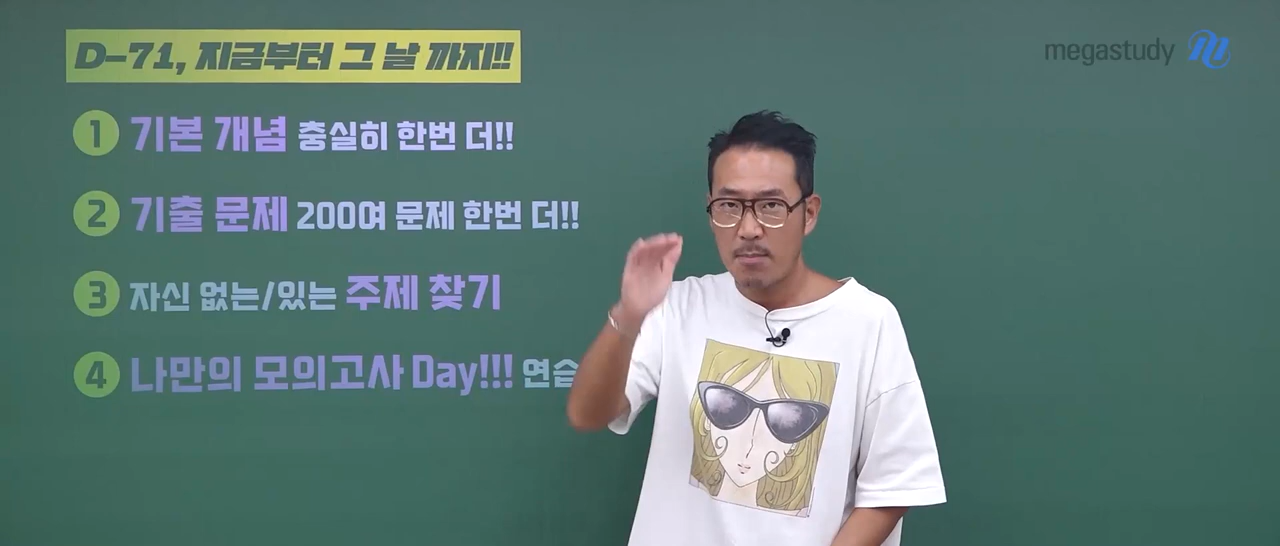 D-71, 지금부터 그 날 까지!!
megastudy
1 기본 개념 충실히 한번 더!!
2 기출 문제 200여 문제 한번 더!!
3 자신 없는/있는 주제 찾기
4 나만의 모의고사 Day!!! 연습